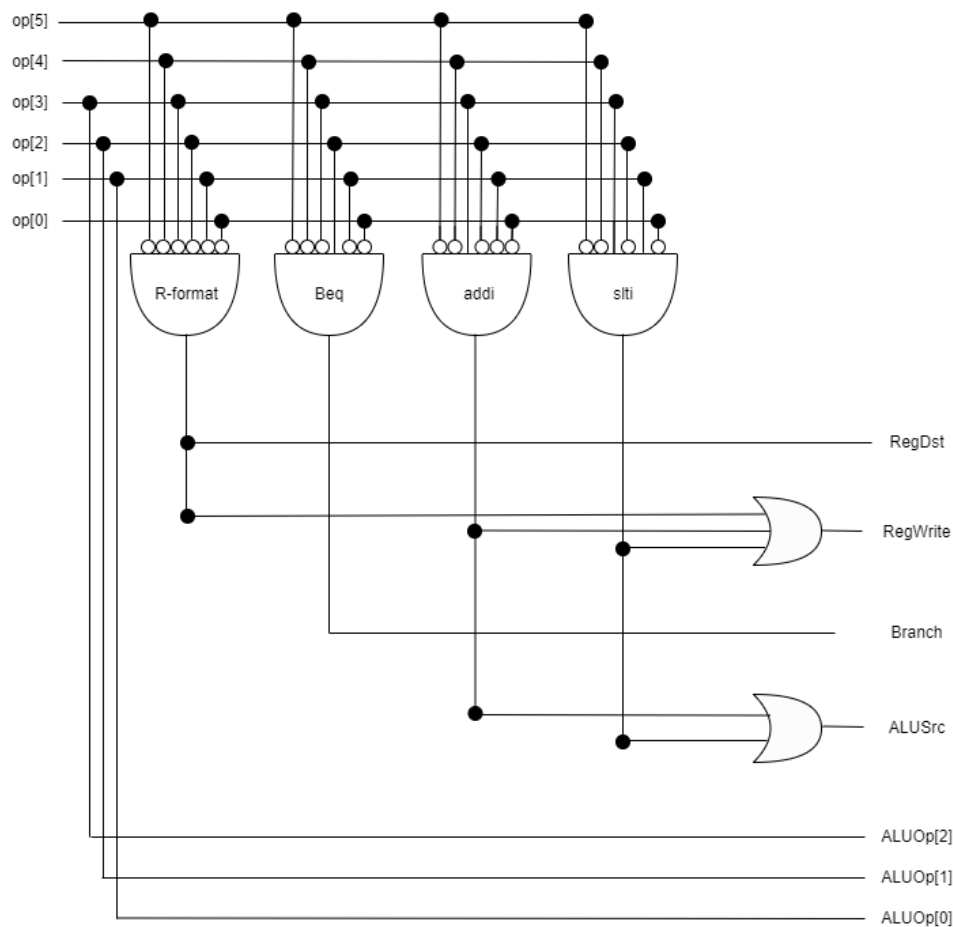 op[5]
op[4]
op[3]
op[2]
op[1]
op[0]
R-format
Beq
addi
slti
RegDst
RegWrite
Branch
ALUSrc
ALUOp[2]
ALUOp[1]
ALUOp[0]